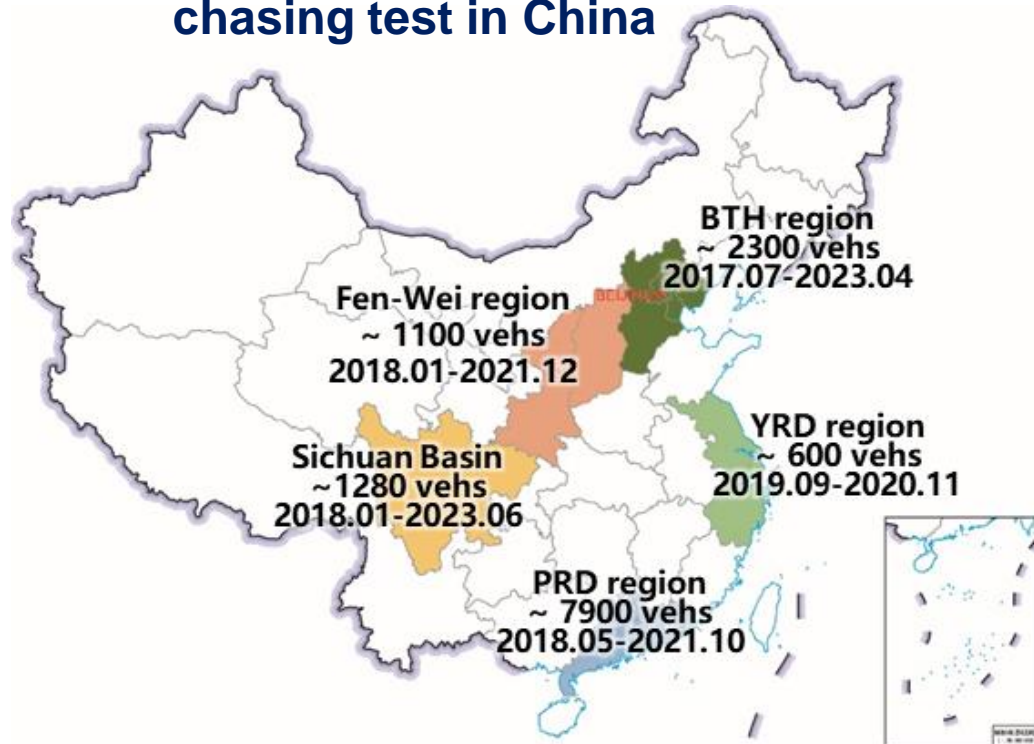 chasing test in China
BTH region
~ 2300 vehs
2017.07-2023.04
Fen-Wei region
~ 1100 vehs
2018.01-2021.12
YRD region
~ 600 vehs
2019.09-2020.11
Sichuan Basin
~1280 vehs
2018.01-2023.06
PRD region
~ 7900 vehs
2018.05-2021.10